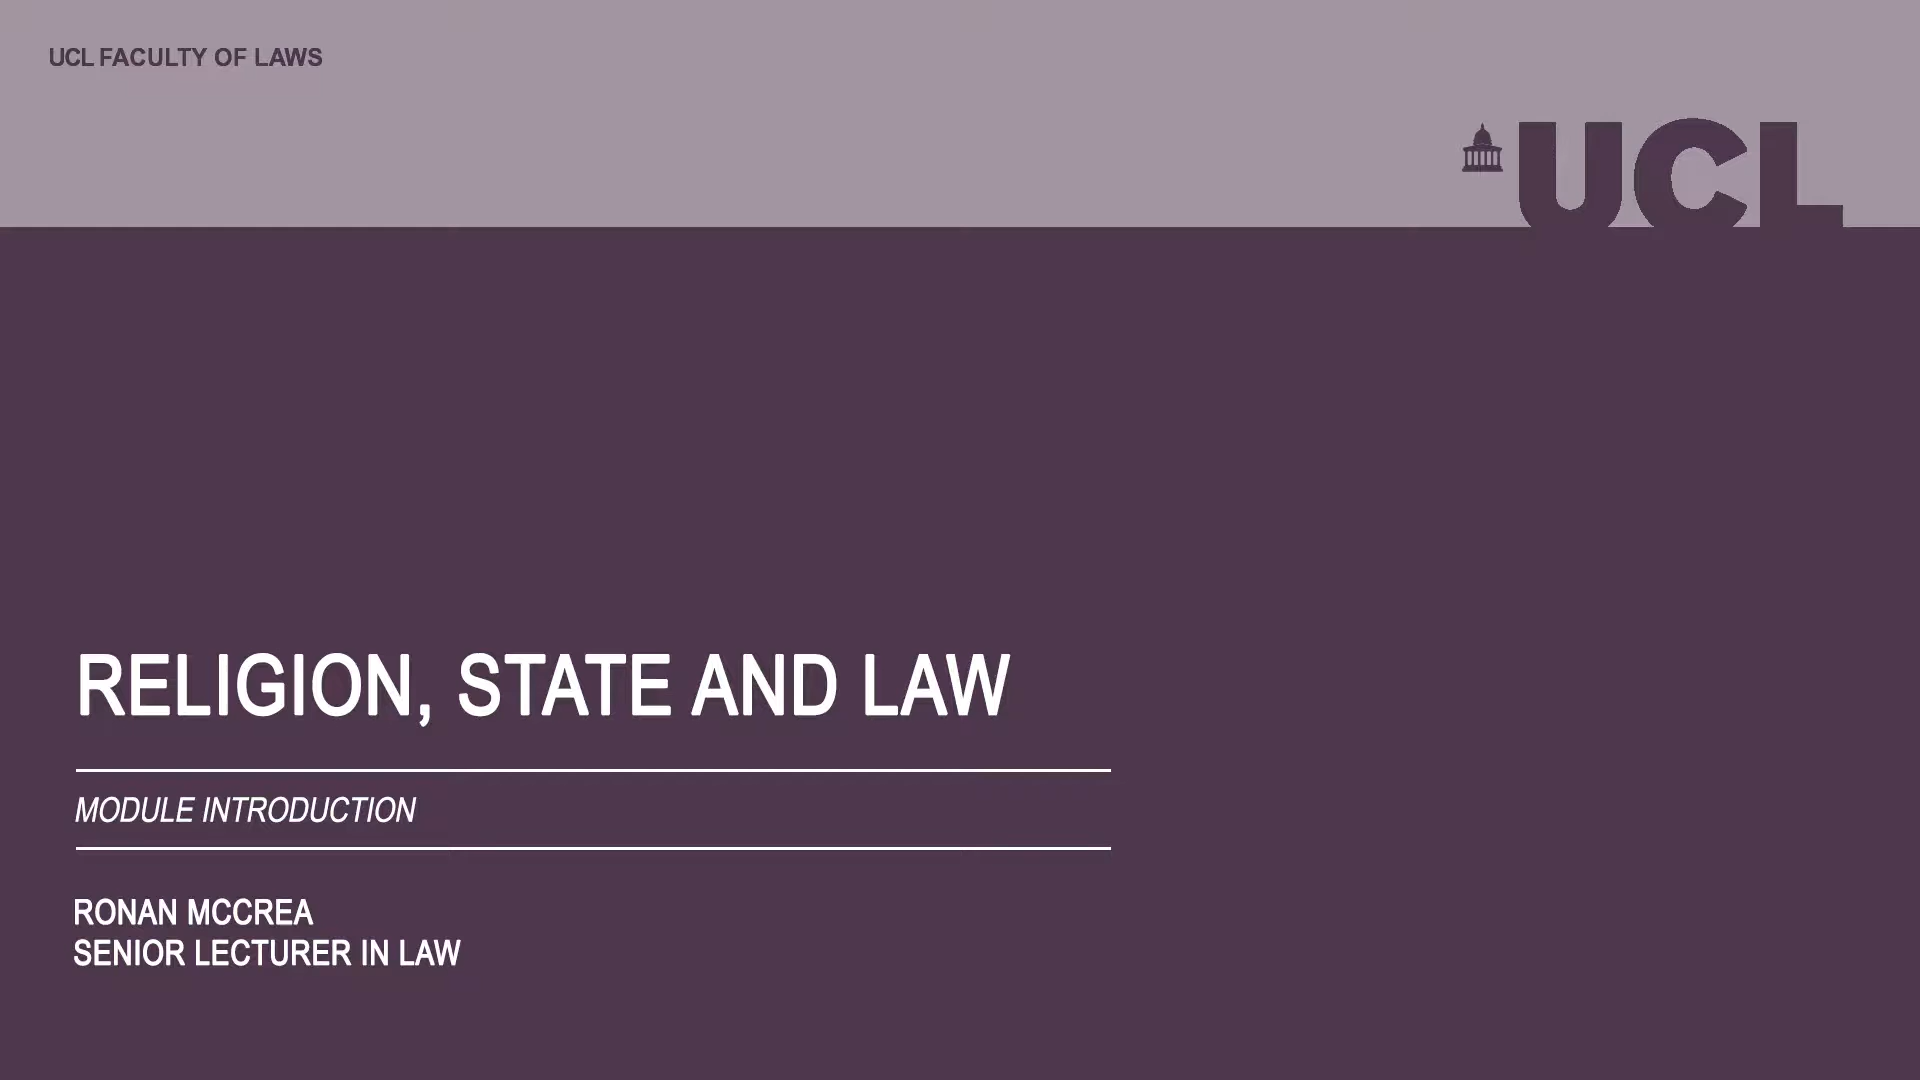 UCL FACULTY OF LAWS
UCL
RELIGION, STATE AND LAW
MODULE INTRODUCTION
RONAN MCCREA
SENIOR LECTURER IN LAW